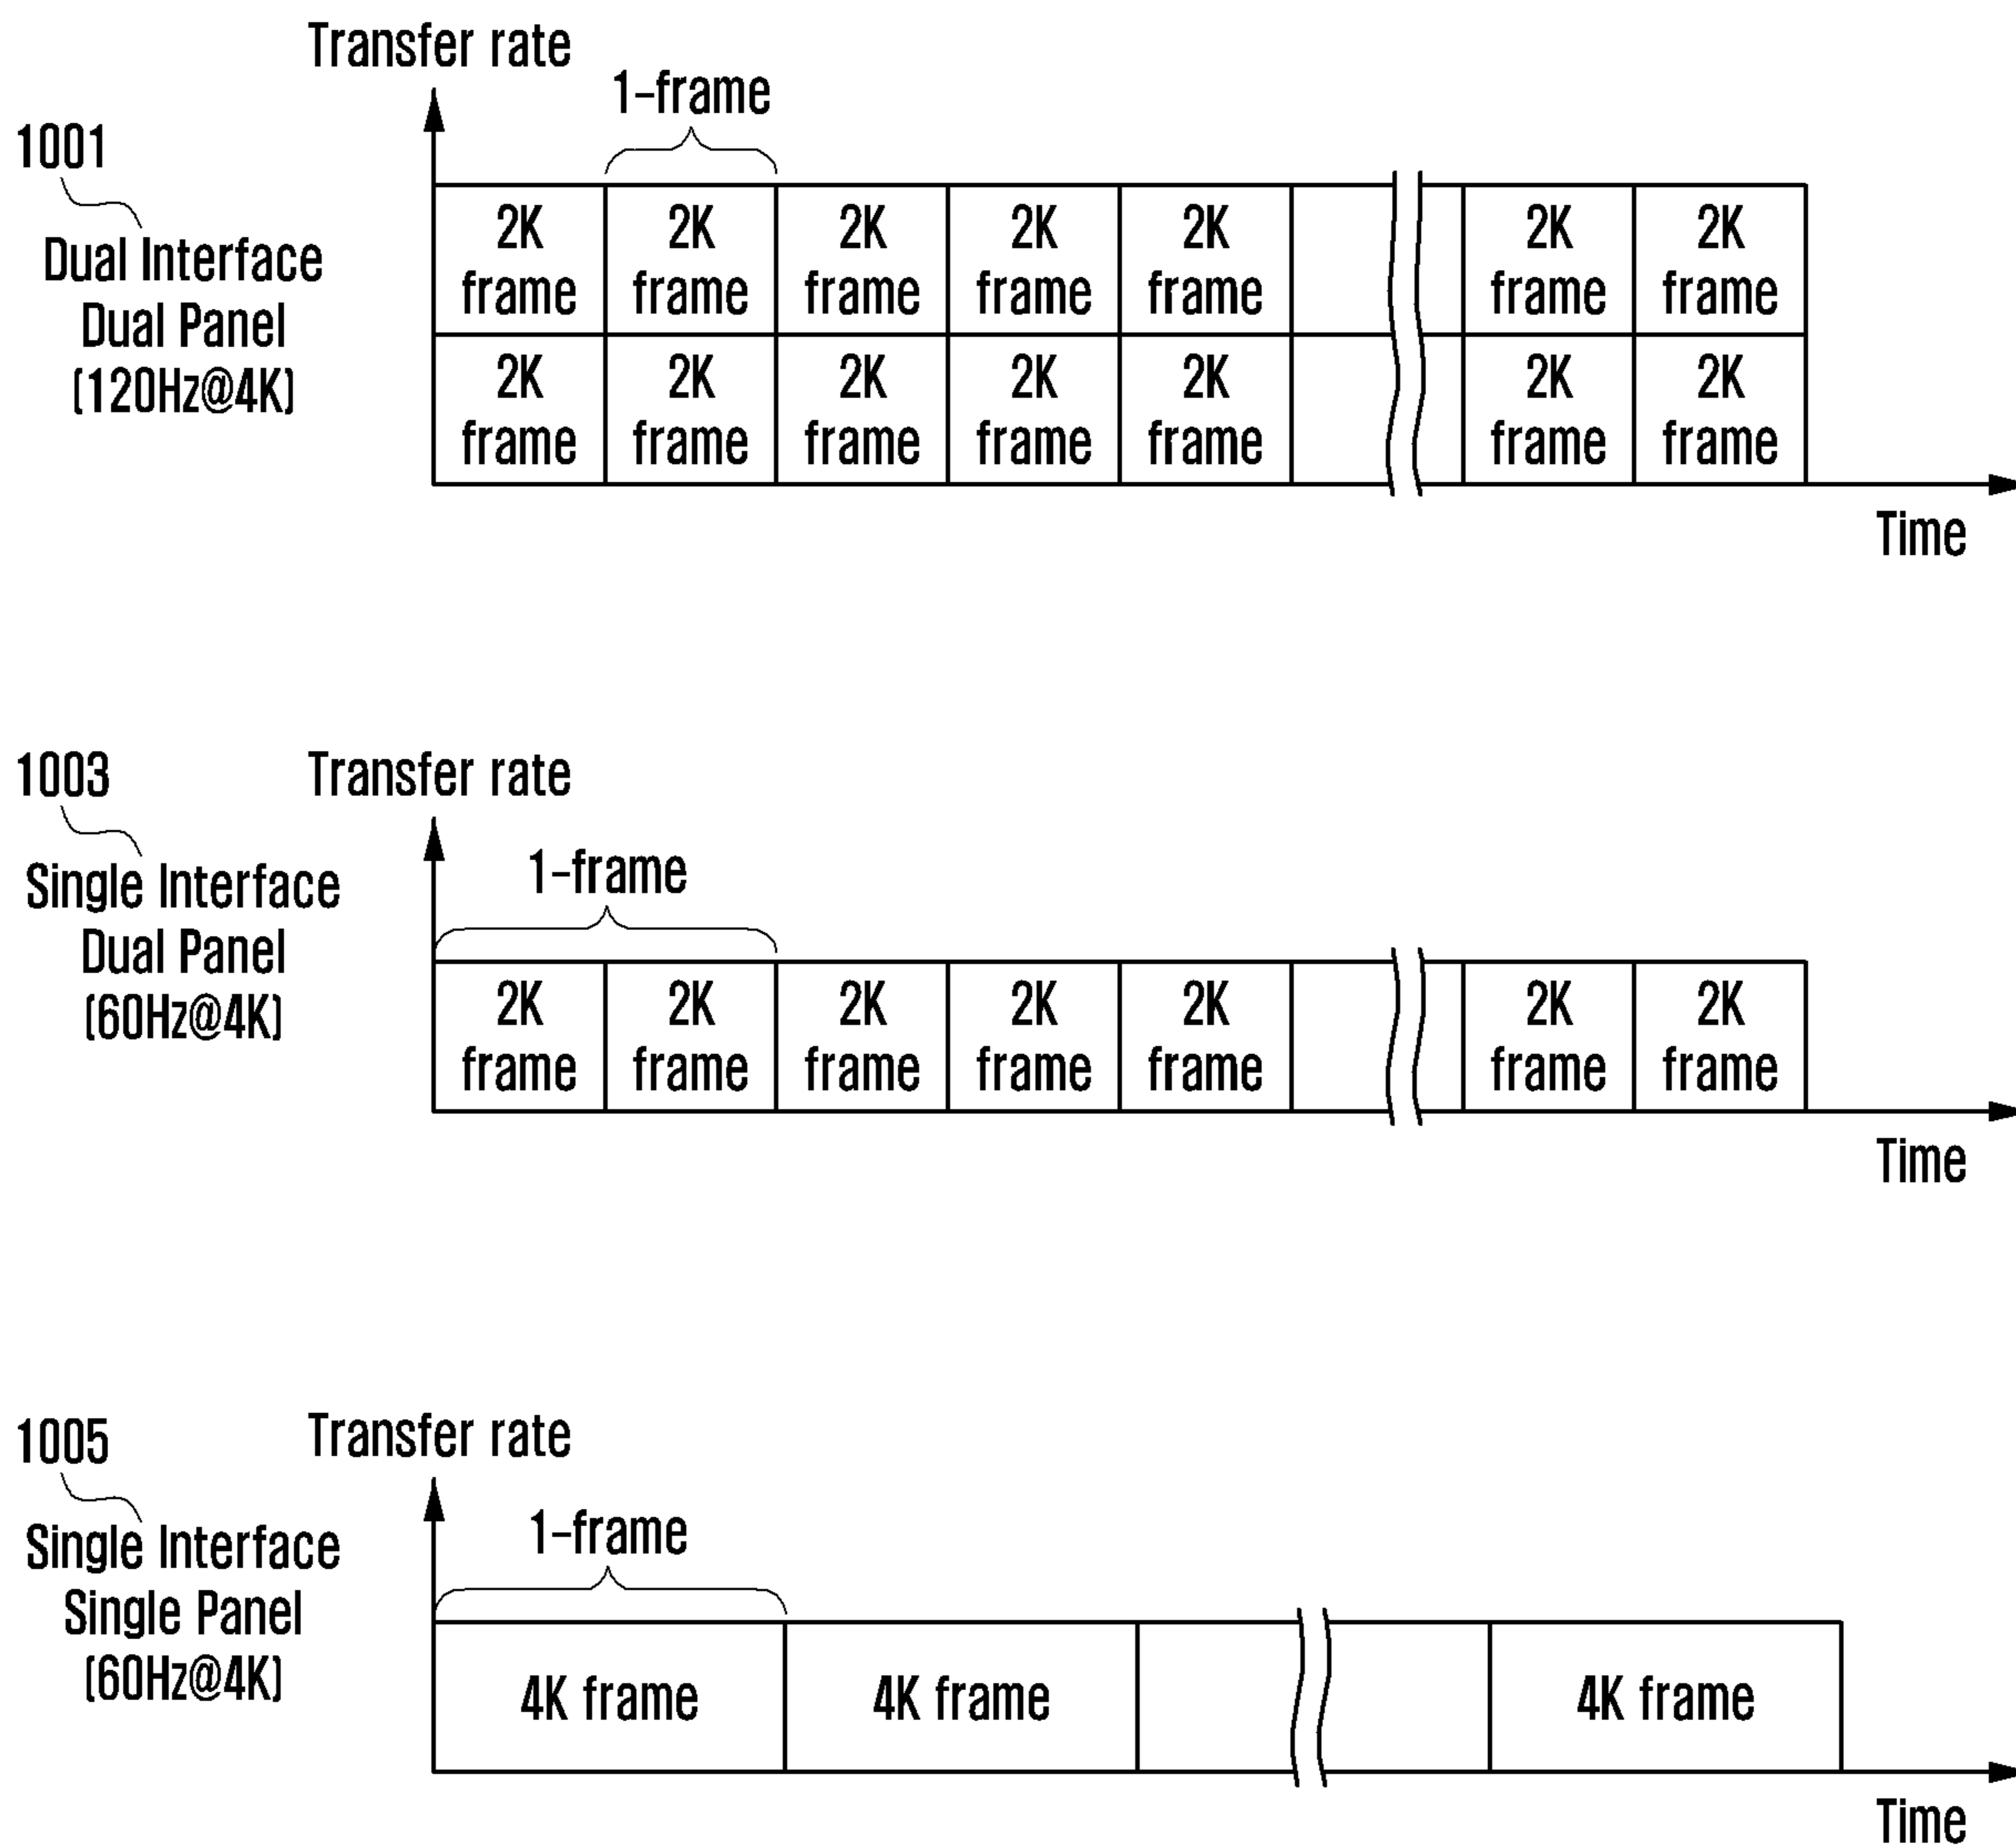 Transfer rate
1-frame
1001
Dual Interface
Dual Panel
(120Hz@4K)
2K 2K 2K 2K 2K 2K 2K
frame frame frame frame frame frame frame
2K 2K 2K 2K 2K 2K 2K
frame frame frame frame frame frame frame
Time
1003
Transfer rate
1-frame
Single Interface
Dual Panel
(60Hz@4K)
2K 2K 2K 2K 2K 2K 2K
frame frame frame frame frame frame frame
Time
1005
Transfer rate
1-frame
Single Interface
Single Panel
(60Hz@4K)
4K frame 4K frame 4K frame
Time